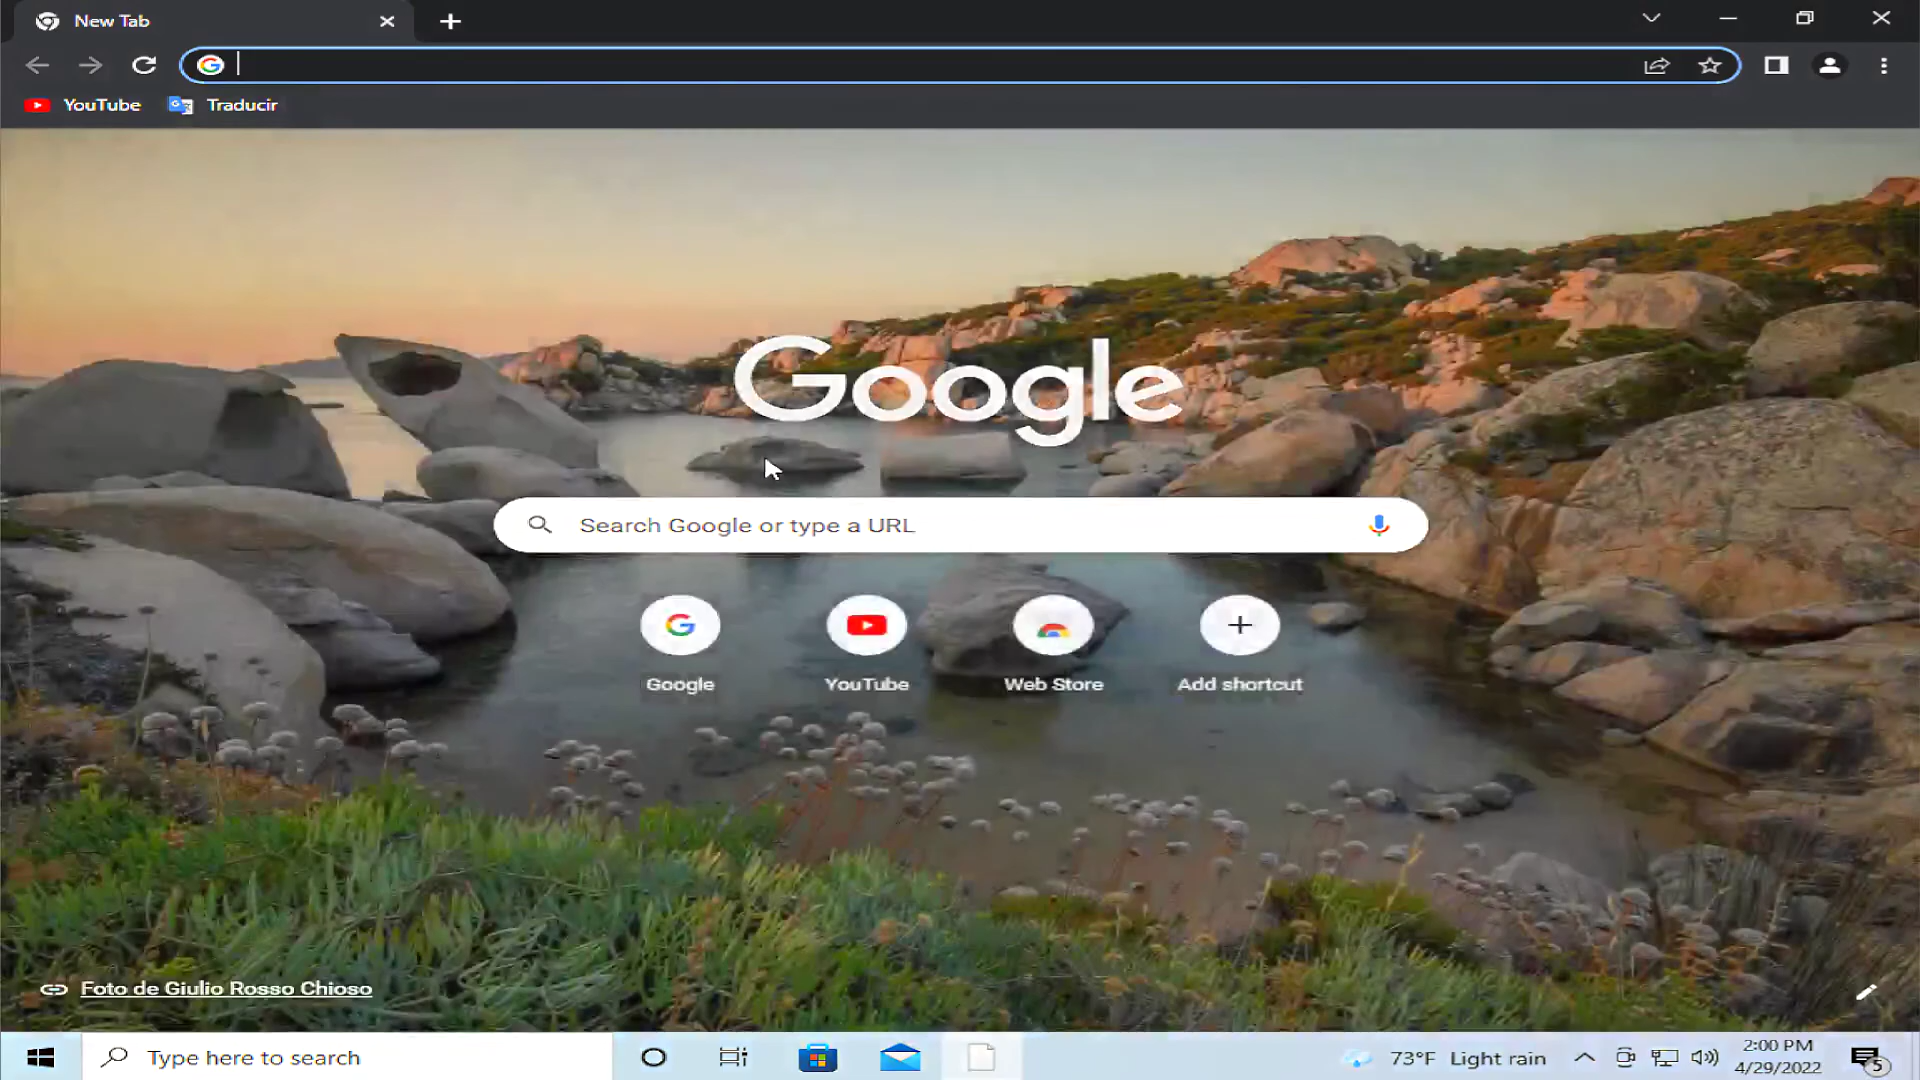 New Tab
YouTube
Traducir
Google
Search Google or type a URL
Google
YouTube
Web Store
Add shortcut
Foto de Giulio Rosso Chioso
Type here to search
73°F Light rain
2:00 PM
4/29/2022
5